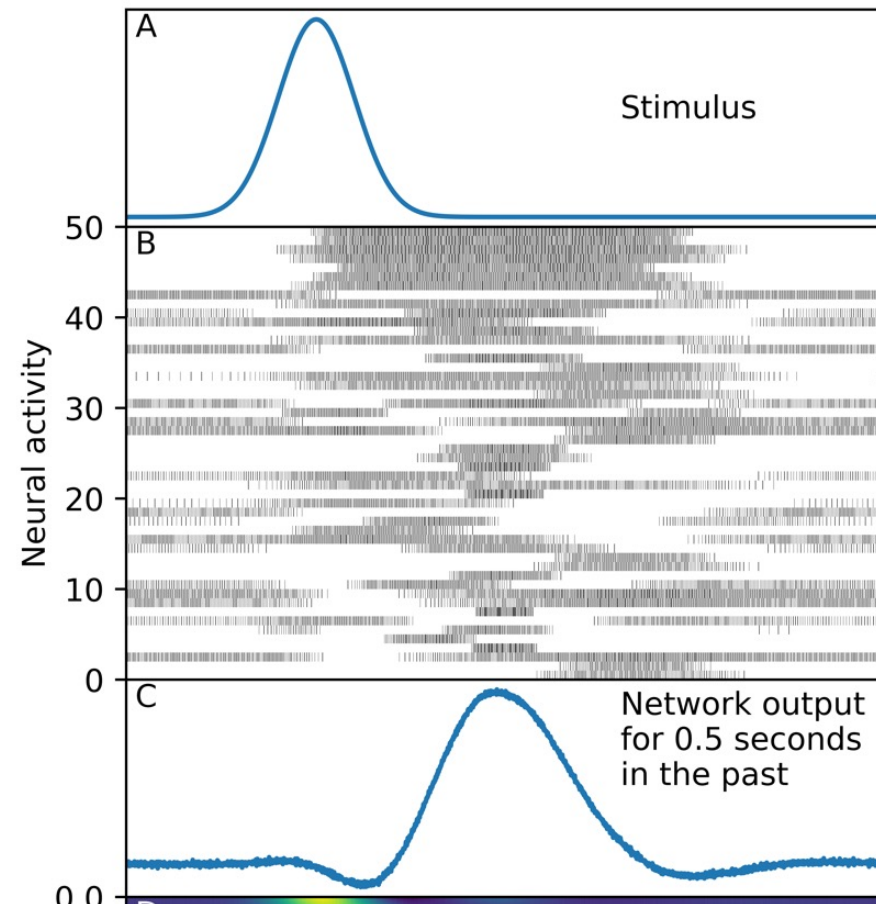 A
Stimulus
50
B
40
30
20
10
0
Neural activity
C
Network output
for 0.5 seconds
in the past
0.0